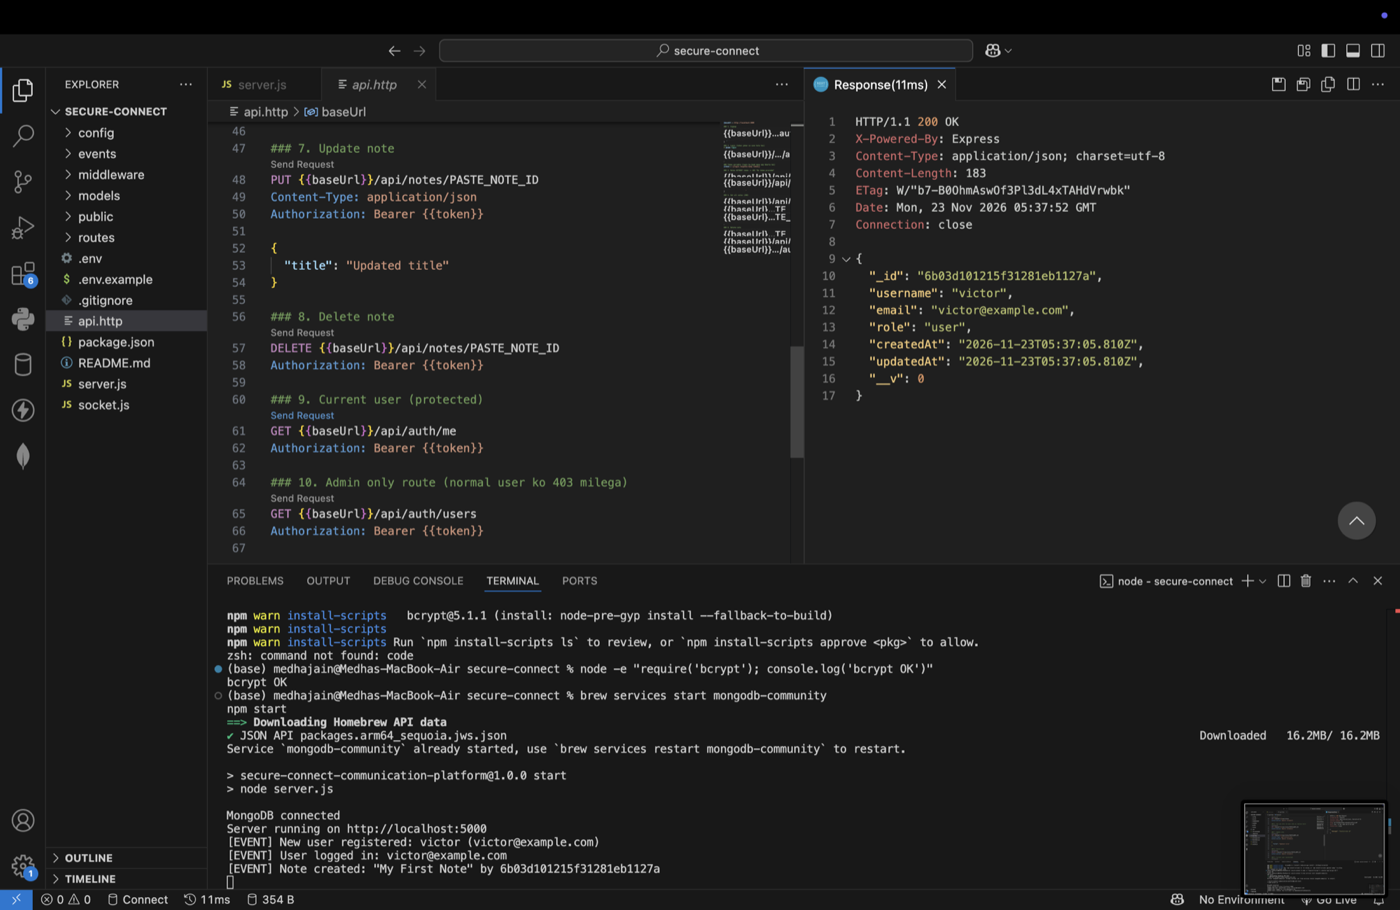 secure-connect
EXPLORER
SECURE-CONNECT
config
events
middleware
models
public
routes
.env
.env.example
.gitignore
api.http
package.json
README.md
server.js
socket.js
OUTLINE
TIMELINE
6
1
JS server.js
api.http
api.http > baseUrl
46
47 ### 7. Update note
Send Request
48 PUT {{baseUrl}}/api/notes/PASTE_NOTE_ID
49 Content-Type: application/json
50 Authorization: Bearer {{token}}
51
52 {
53 "title": "Updated title"
54 }
55
56 ### 8. Delete note
Send Request
57 DELETE {{baseUrl}}/api/notes/PASTE_NOTE_ID
58 Authorization: Bearer {{token}}
59
60 ### 9. Current user (protected)
Send Request
61 GET {{baseUrl}}/api/auth/me
62 Authorization: Bearer {{token}}
63
64 ### 10. Admin only route (normal user ko 403 milega)
Send Request
65 GET {{baseUrl}}/api/auth/users
66 Authorization: Bearer {{token}}
67
Response(11ms)
1 HTTP/1.1 200 OK
2 X-Powered-By: Express
3 Content-Type: application/json; charset=utf-8
4 Content-Length: 183
5 ETag: W/"b7-B0OhmAswOf3Pl3dL4xTAHdVrwbk"
6 Date: Mon, 23 Nov 2026 05:37:52 GMT
7 Connection: close
8
9 {
10 "_id": "6b03d101215f31281eb1127a",
11 "username": "victor",
12 "email": "victor@example.com",
13 "role": "user",
14 "createdAt": "2026-11-23T05:37:05.810Z",
15 "updatedAt": "2026-11-23T05:37:05.810Z",
16 "__v": 0
17 }
PROBLEMS OUTPUT DEBUG CONSOLE TERMINAL PORTS
node - secure-connect
npm warn install-scripts bcrypt@5.1.1 (install: node-pre-gyp install --fallback-to-build)
npm warn install-scripts
npm warn install-scripts Run `npm install-scripts ls` to review, or `npm install-scripts approve <pkg>` to allow.
zsh: command not found: code
(base) medhajain@Medhas-MacBook-Air secure-connect % node -e "require('bcrypt'); console.log('bcrypt OK')"
bcrypt OK
(base) medhajain@Medhas-MacBook-Air secure-connect % brew services start mongodb-community
npm start
==> Downloading Homebrew API data
✔ JSON API packages.arm64_sequoia.jws.json Downloaded 16.2MB/ 16.2MB
Service `mongodb-community` already started, use `brew services restart mongodb-community` to restart.
> secure-connect-communication-platform@1.0.0 start
> node server.js
MongoDB connected
Server running on http://localhost:5000
[EVENT] New user registered: victor (victor@example.com)
[EVENT] User logged in: victor@example.com
[EVENT] Note created: "My First Note" by 6b03d101215f31281eb1127a
0 0 Connect 11ms 354 B
No Environment Go Live